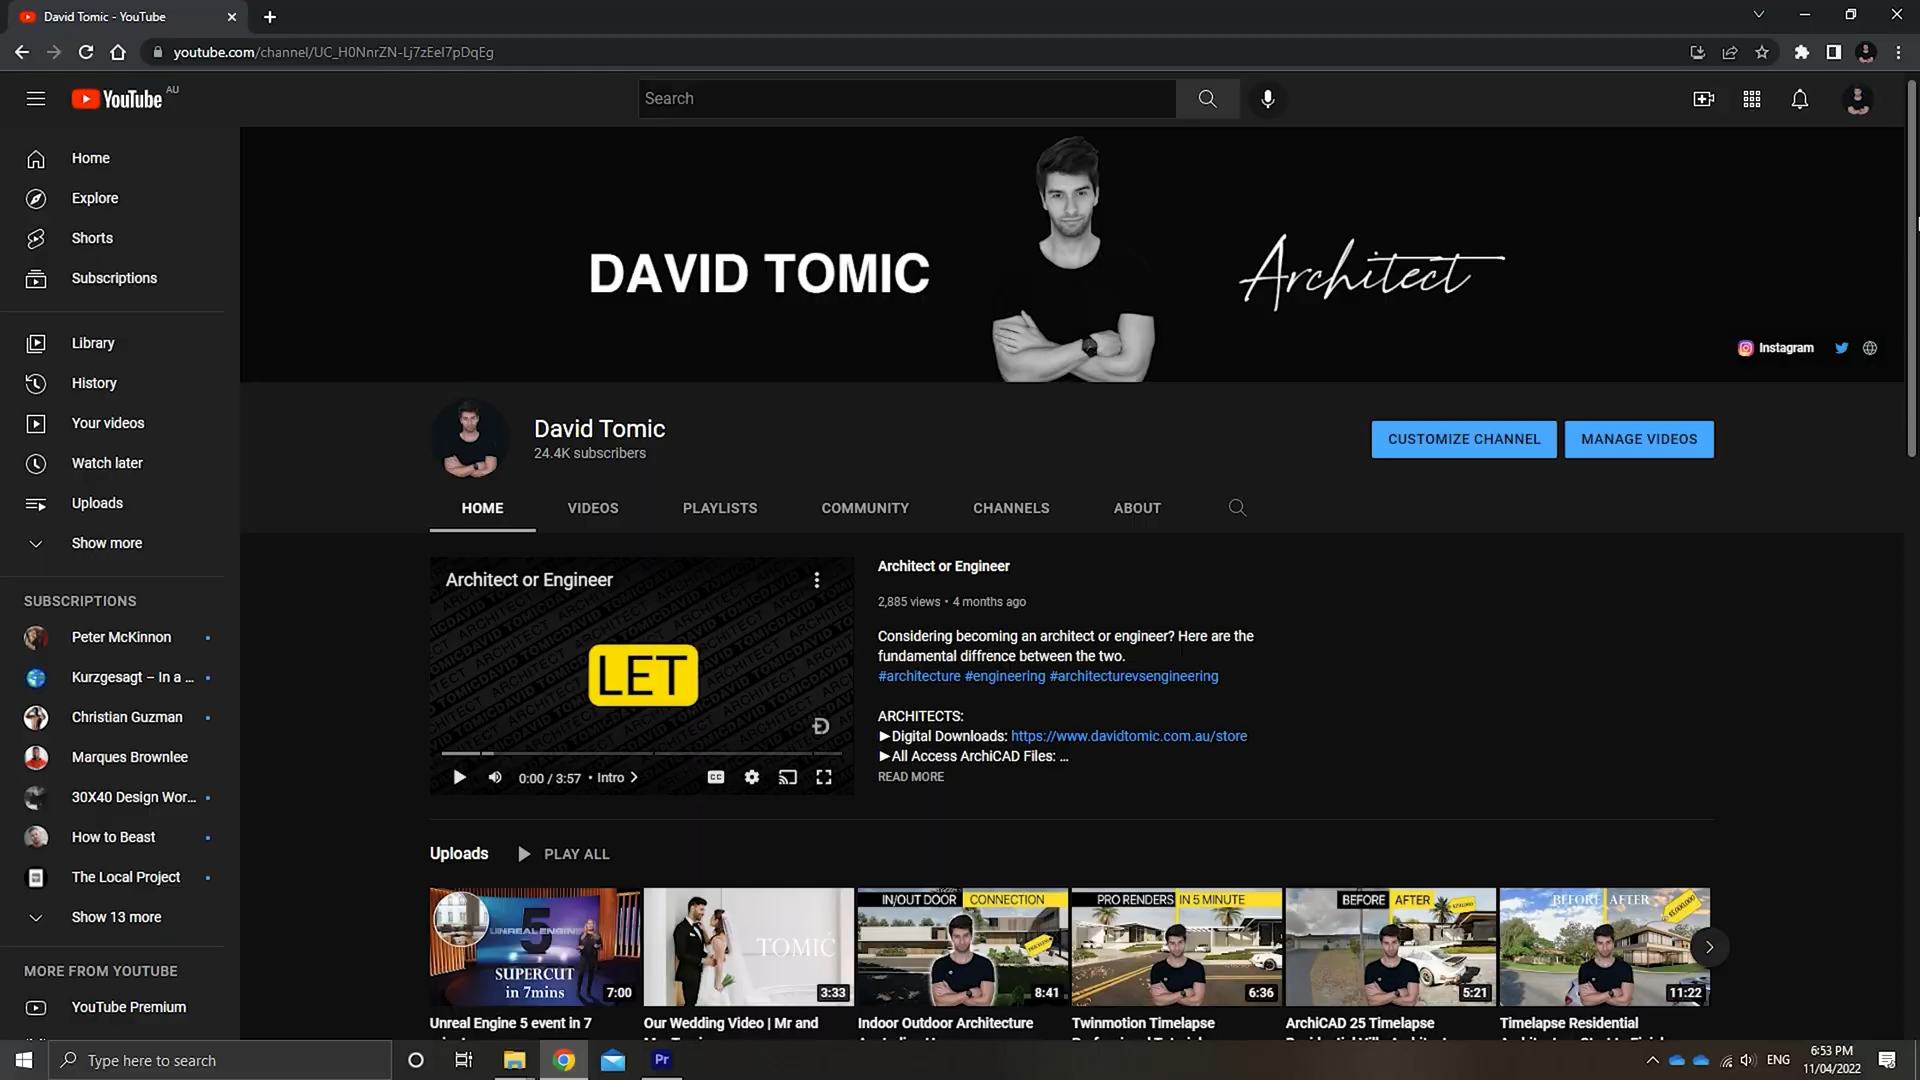 David Tomic - YouTube
youtube.com/channel/UC_H0NnrZN-Lj7zEel7pDqEg
YouTube AU
Search
Home
Explore
Shorts
Subscriptions
Library
History
Your videos
Watch later
Uploads
Show more
SUBSCRIPTIONS
Peter McKinnon
Kurzgesagt – In a ...
Christian Guzman
Marques Brownlee
30X40 Design Wor...
How to Beast
The Local Project
Show 13 more
MORE FROM YOUTUBE
YouTube Premium
DAVID TOMIC
Architect
Instagram
David Tomic
24.4K subscribers
CUSTOMIZE CHANNEL
MANAGE VIDEOS
HOME
VIDEOS
PLAYLISTS
COMMUNITY
CHANNELS
ABOUT
Architect or Engineer
LET
0:00 / 3:57 • Intro
CC
Architect or Engineer
2,885 views • 4 months ago
Considering becoming an architect or engineer? Here are the
fundamental diffrence between the two.
#architecture #engineering #architecturevsengineering
ARCHITECTS:
►Digital Downloads: https://www.davidtomic.com.au/store
►All Access ArchiCAD Files: ...
READ MORE
Uploads
PLAY ALL
UNREAL ENGINE
5
SUPERCUT
in 7mins
7:00
TOMIC
3:33
IN/OUT DOOR CONNECTION
8:41
PRO RENDERS IN 5 MINUTE
6:36
BEFORE AFTER
5:21
BEFORE AFTER
11:22
Unreal Engine 5 event in 7
Our Wedding Video | Mr and
Indoor Outdoor Architecture
Twinmotion Timelapse
ArchiCAD 25 Timelapse
Timelapse Residential
Type here to search
Pr
ENG
6:53 PM
11/04/2022